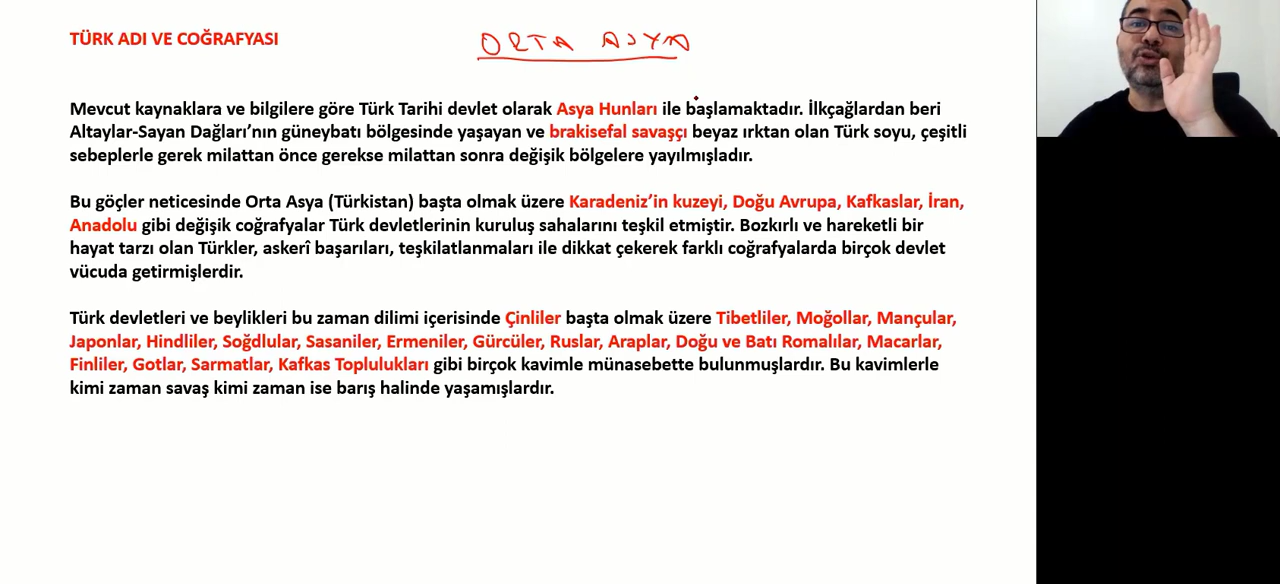 TÜRK ADI VE COĞRAFYASI
ORTA ASYA
Mevcut kaynaklara ve bilgilere göre Türk Tarihi devlet olarak Asya Hunları ile başlamaktadır. İlkçağlardan beri
Altaylar-Sayan Dağları’nın güneybatı bölgesinde yaşayan ve brakisefal savaşçı beyaz ırktan olan Türk soyu, çeşitli
sebeplerle gerek milattan önce gerekse milattan sonra değişik bölgelere yayılmışladır.
Bu göçler neticesinde Orta Asya (Türkistan) başta olmak üzere Karadeniz’in kuzeyi, Doğu Avrupa, Kafkaslar, İran,
Anadolu gibi değişik coğrafyalar Türk devletlerinin kuruluş sahalarını teşkil etmiştir. Bozkırlı ve hareketli bir
hayat tarzı olan Türkler, askerî başarıları, teşkilatlanmaları ile dikkat çekerek farklı coğrafyalarda birçok devlet
vücuda getirmişlerdir.
Türk devletleri ve beylikleri bu zaman dilimi içerisinde Çinliler başta olmak üzere Tibetliler, Moğollar, Mançular,
Japonlar, Hindliler, Soğdlular, Sasaniler, Ermeniler, Gürcüler, Ruslar, Araplar, Doğu ve Batı Romalılar, Macarlar,
Finliler, Gotlar, Sarmatlar, Kafkas Toplulukları gibi birçok kavimle münasebette bulunmuşlardır. Bu kavimlerle
kimi zaman savaş kimi zaman ise barış halinde yaşamışlardır.